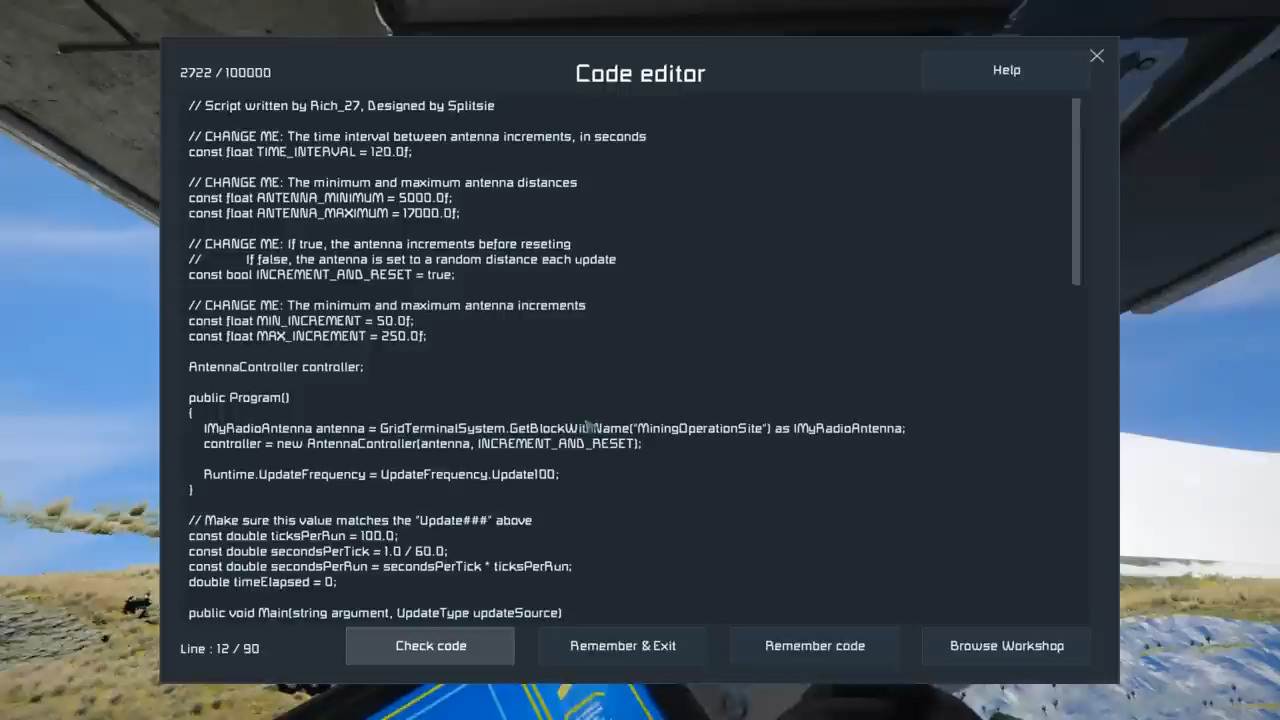 2722 / 100000
Code editor
Help
// Script written by Rich_27, Designed by Splitsie
// CHANGE ME: The time interval between antenna increments, in seconds
const float TIME_INTERVAL = 120.0f;
// CHANGE ME: The minimum and maximum antenna distances
const float ANTENNA_MINIMUM = 5000.0f;
const float ANTENNA_MAXIMUM = 17000.0f;
// CHANGE ME: If true, the antenna increments before reseting
// If false, the antenna is set to a random distance each update
const bool INCREMENT_AND_RESET = true;
// CHANGE ME: The minimum and maximum antenna increments
const float MIN_INCREMENT = 50.0f;
const float MAX_INCREMENT = 250.0f;
AntennaController controller;
public Program()
{
IMyRadioAntenna antenna = GridTerminalSystem.GetBlockWithName("MiningOperationSite") as IMyRadioAntenna;
controller = new AntennaController(antenna, INCREMENT_AND_RESET);
Runtime.UpdateFrequency = UpdateFrequency.Update100;
}
// Make sure this value matches the "Update###" above
const double ticksPerRun = 100.0;
const double secondsPerTick = 1.0 / 60.0;
const double secondsPerRun = secondsPerTick * ticksPerRun;
double timeElapsed = 0;
public void Main(string argument, UpdateType updateSource)
Line : 12 / 90
Check code
Remember & Exit
Remember code
Browse Workshop